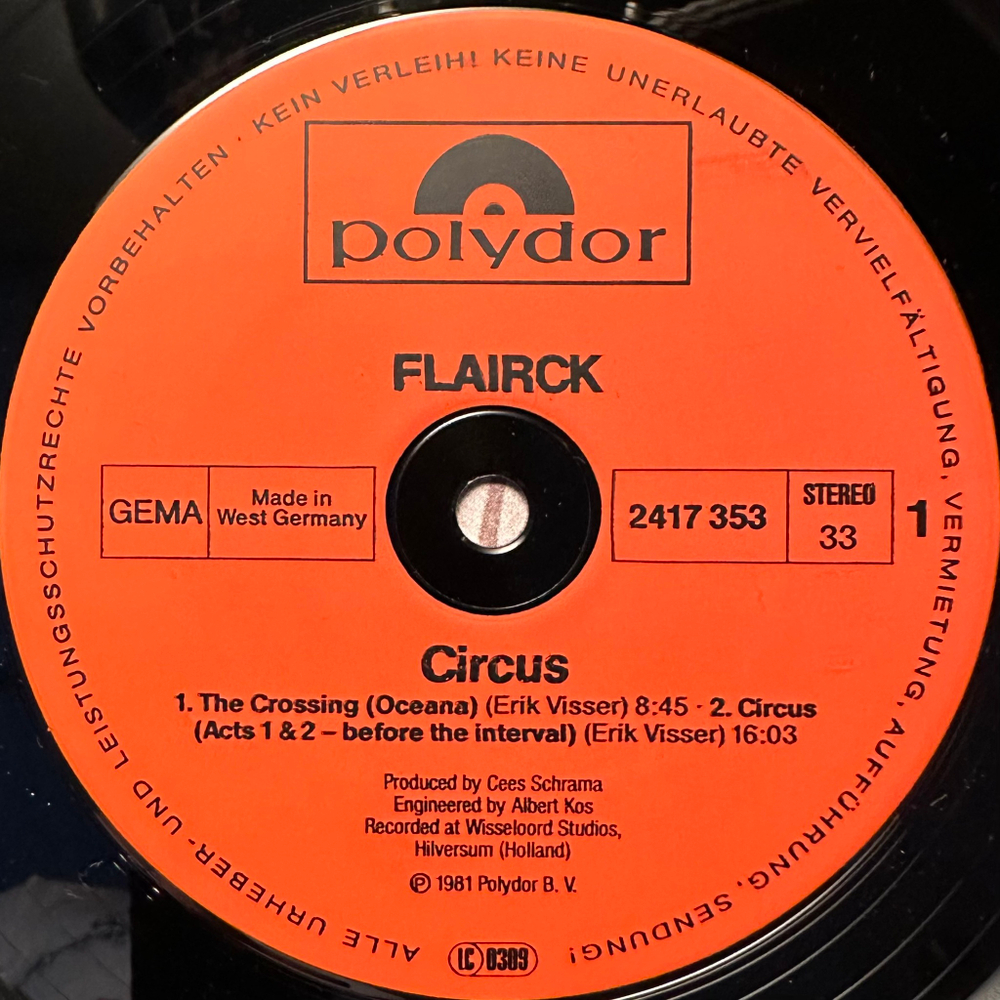 ALLE URHEBER- UND LEISTUNGSSCHUTZRECHTE VORBEHALTEN · KEIN VERLEIH! KEINE UNERLAUBTE VERVIELFÄLTIGUNG, VERMIETUNG, AUFFÜHRUNG, SENDUNG!
polydor
FLAIRCK
GEMA
Made in
West Germany
2417 353
STEREO
33
1
Circus
1. The Crossing (Oceana) (Erik Visser) 8:45 · 2. Circus
(Acts 1 & 2 – before the interval) (Erik Visser) 16:03
Produced by Cees Schrama
Engineered by Albert Kos
Recorded at Wisseloord Studios,
Hilversum (Holland)
℗ 1981 Polydor B. V.
LC 0309